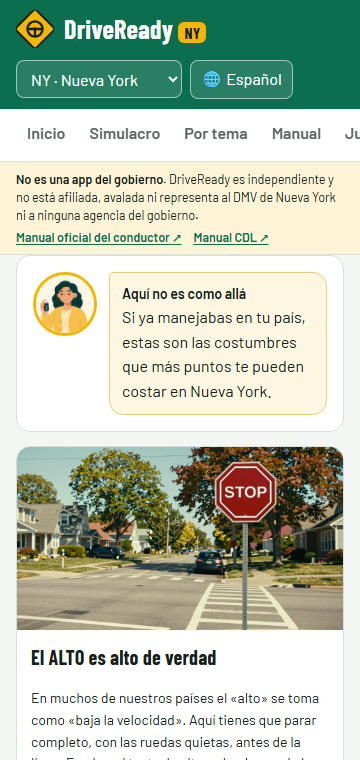 DriveReady NY
NY · Nueva York
Español
Inicio Simulacro Por tema Manual
No es una app del gobierno. DriveReady es independiente y
no está afiliada, avalada ni representa al DMV de Nueva York
ni a ninguna agencia del gobierno.
Manual oficial del conductor ↗ Manual CDL ↗
Aquí no es como allá
Si ya manejabas en tu país,
estas son las costumbres
que más puntos te pueden
costar en Nueva York.
STOP
El ALTO es alto de verdad
En muchos de nuestros países el «alto» se toma
como «baja la velocidad». Aquí tienes que parar
completo, con las ruedas quietas, antes de la